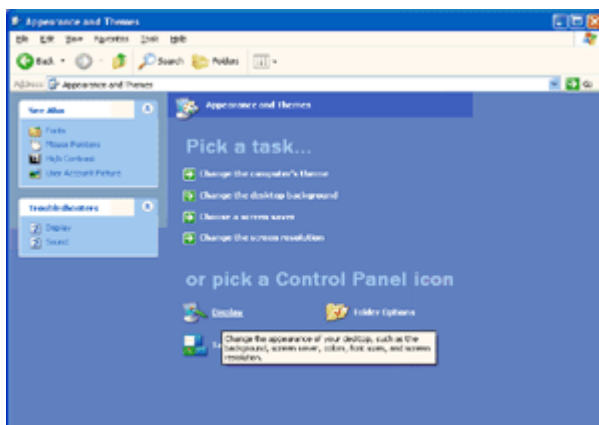 Appearance and Themes
File Edit View Favorites Tools Help
Back Search Folders
Address Appearance and Themes Go
See Also
Fonts
Mouse Pointers
High Contrast
User Account Picture
Troubleshooters
Display
Sound
Appearance and Themes
Pick a task...
Change the computer's theme
Change the desktop background
Choose a screen saver
Change the screen resolution
or pick a Control Panel icon
Display Folder Options
Change the appearance of your desktop, such as the
background, screen saver, colors, font sizes, and screen
resolution.